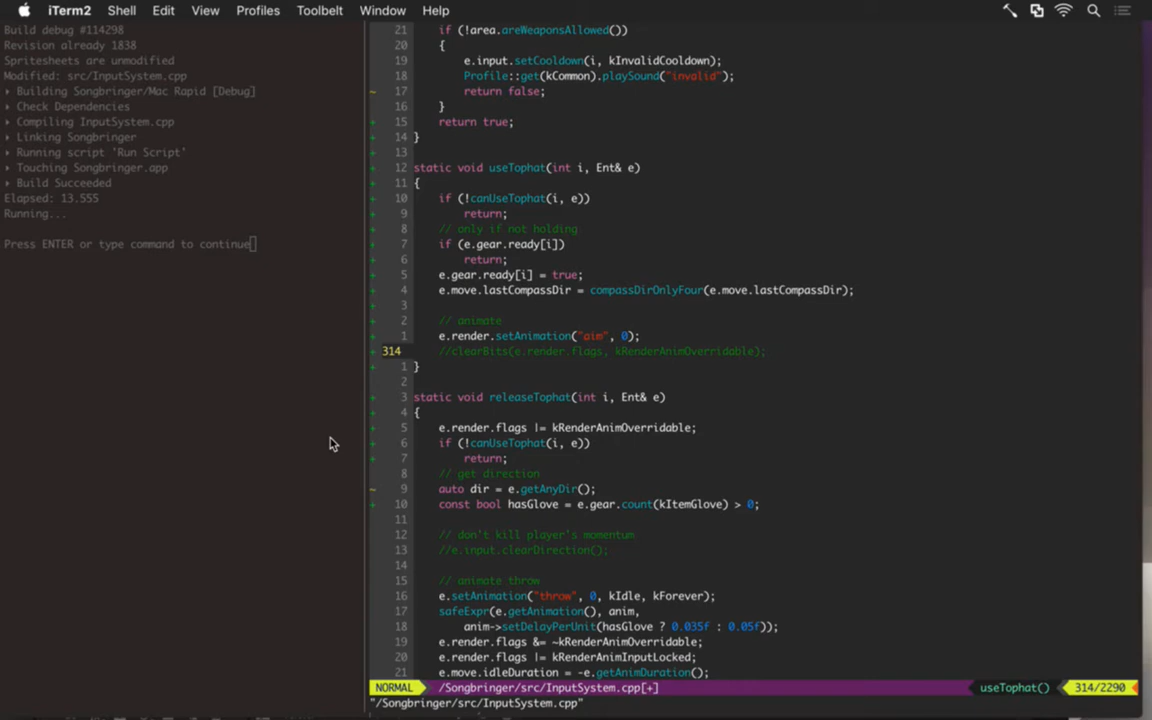 iTerm2 Shell Edit View Profiles Toolbelt Window Help
Build debug #114298
Revision already 1838
Spritesheets are unmodified
Modified: src/InputSystem.cpp
▸ Building Songbringer/Mac Rapid [Debug]
▸ Check Dependencies
▸ Compiling InputSystem.cpp
▸ Linking Songbringer
▸ Running script 'Run Script'
▸ Touching Songbringer.app
▸ Build Succeeded
Elapsed: 13.555
Running...
Press ENTER or type command to continue
21 if (!area.areWeaponsAllowed())
20 {
19 e.input.setCooldown(i, kInvalidCooldown);
18 Profile::get(kCommon).playSound("invalid");
~ 17 return false;
16 }
+ 15 return true;
+ 14 }
+ 13
+ 12 static void useTophat(int i, Ent& e)
+ 11 {
+ 10 if (!canUseTophat(i, e))
+ 9 return;
+ 8 // only if not holding
+ 7 if (e.gear.ready[i])
+ 6 return;
+ 5 e.gear.ready[i] = true;
+ 4 e.move.lastCompassDir = compassDirOnlyFour(e.move.lastCompassDir);
+ 3
+ 2 // animate
+ 1 e.render.setAnimation("aim", 0);
+ 314 //clearBits(e.render.flags, kRenderAnimOverridable);
+ 1 }
+ 2
+ 3 static void releaseTophat(int i, Ent& e)
+ 4 {
+ 5 e.render.flags |= kRenderAnimOverridable;
+ 6 if (!canUseTophat(i, e))
+ 7 return;
8 // get direction
~ 9 auto dir = e.getAnyDir();
+ 10 const bool hasGlove = e.gear.count(kItemGlove) > 0;
11
12 // don't kill player's momentum
13 //e.input.clearDirection();
14
15 // animate throw
16 e.setAnimation("throw", 0, kIdle, kForever);
17 safeExpr(e.getAnimation(), anim,
18 anim->setDelayPerUnit(hasGlove ? 0.035f : 0.05f));
19 e.render.flags &= ~kRenderAnimOverridable;
20 e.render.flags |= kRenderAnimInputLocked;
21 e.move.idleDuration = -e.getAnimDuration();
NORMAL /Songbringer/src/InputSystem.cpp[+] useTophat() 314/2290
"/Songbringer/src/InputSystem.cpp"